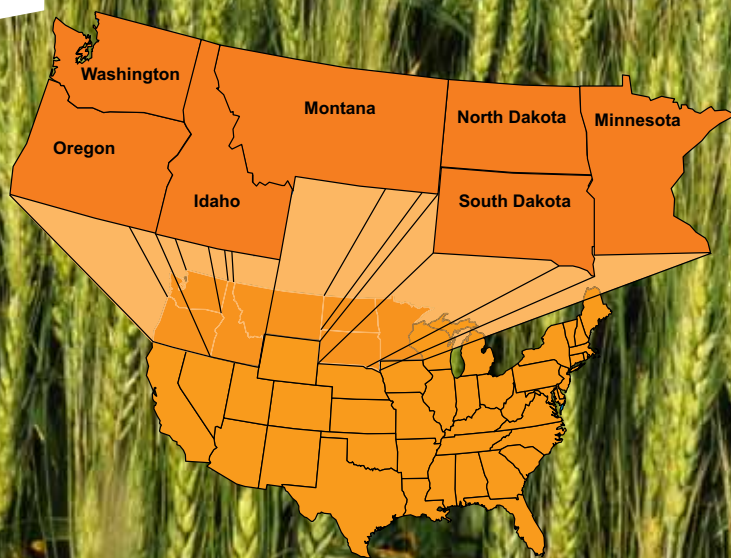 Washington
Montana
North Dakota
Minnesota
Oregon
Idaho
South Dakota